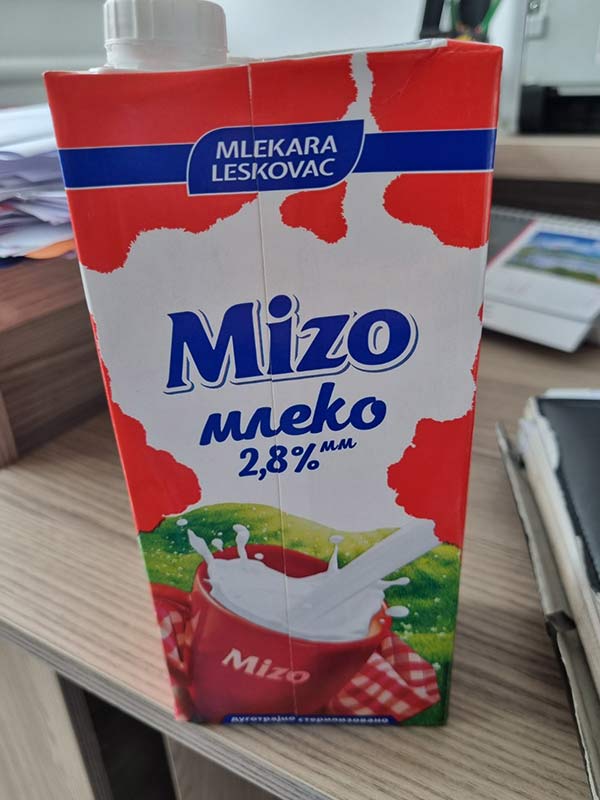 MLEKARA
LESKOVAC
Mizo
млеко
2,8% мм
Mizo
дуготрајно стерилизовано